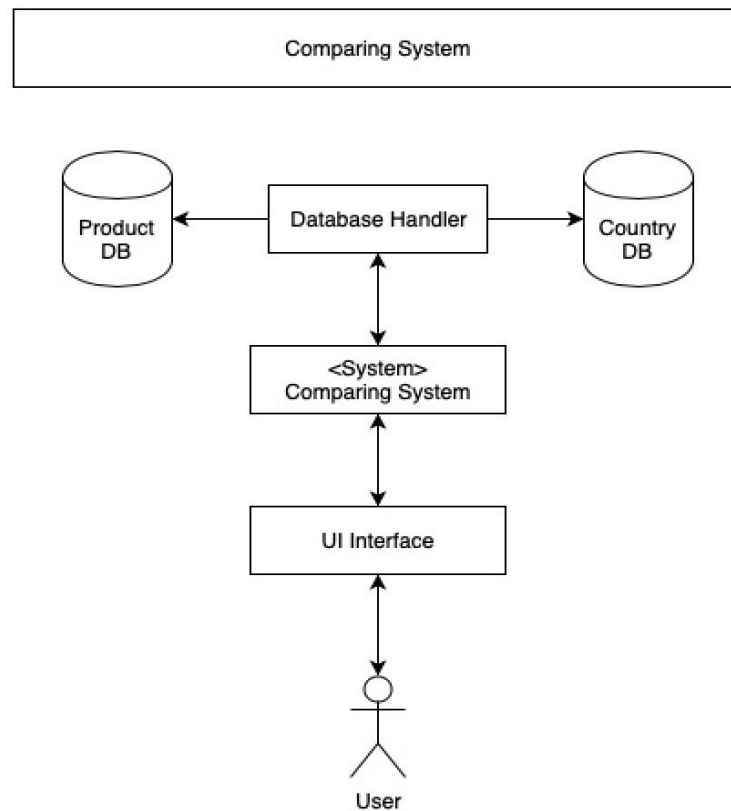 Comparing System
Product
DB
Database Handler
Country
DB
<System>
Comparing System
UI Interface
User